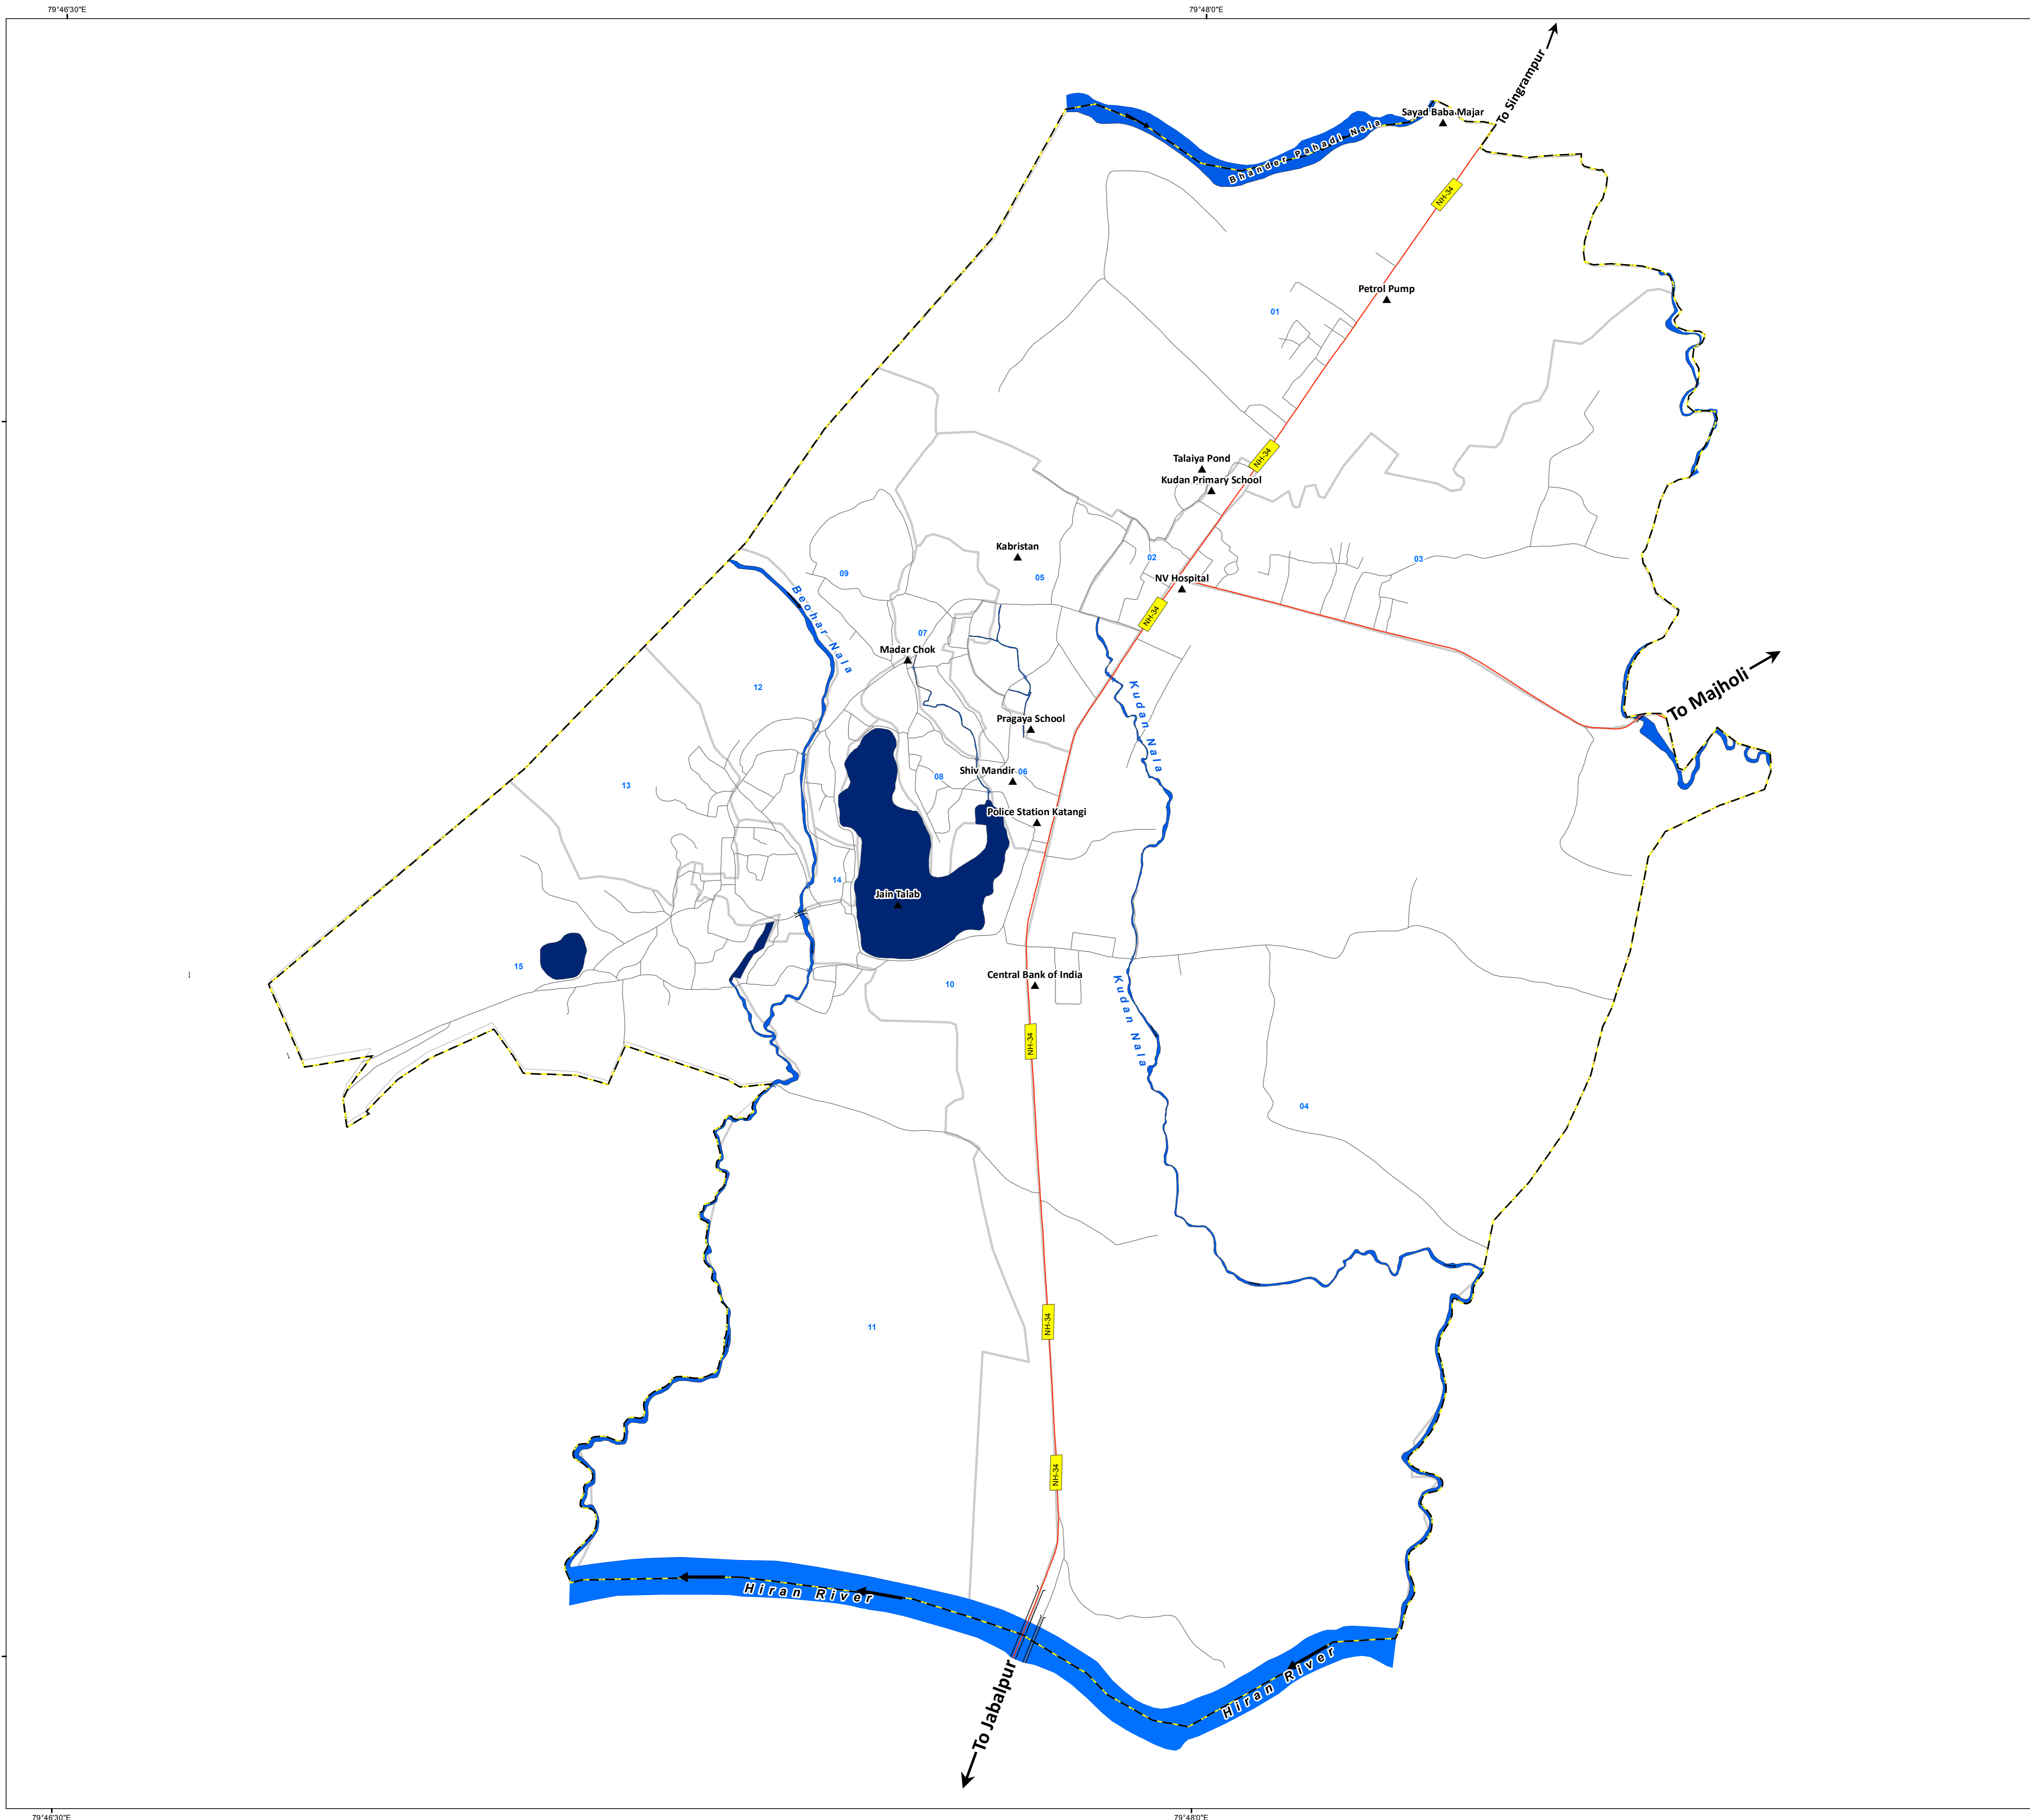 79°46'30"E
79°48'0"E
To Singrampur
Sayad Baba Majar
Bhander Pahadi Nala
NH-34
Petrol Pump
01
Talaiya Pond
NH-34
Kudan Primary School
Kabristan
02
03
09
05
NV Hospital
Beohar Nala
NH-34
07
Madar Chok
To Majholi
12
Kudan Nala
Pragaya School
Shiv Mandir
06
08
13
Police Station Katangi
14
Jain Talab
15
Central Bank of India
10
Kudan Nala
NH-34
04
NH-34
11
NH-34
Hiran River
Hiran River
To Jabalpur
79°46'30"E
79°48'0"E